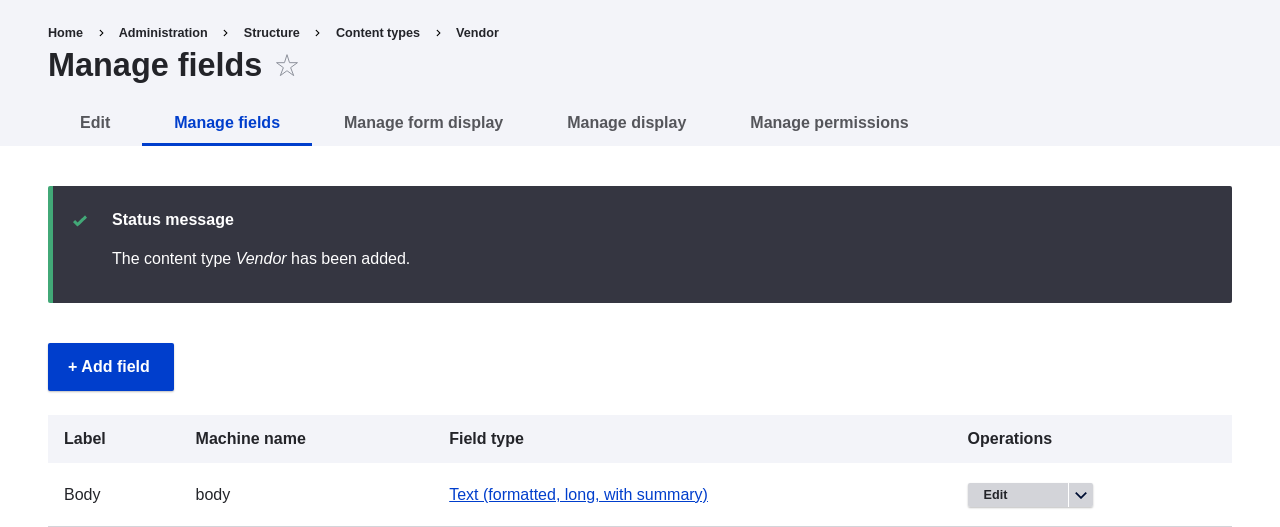 Home > Administration > Structure > Content types > Vendor
Manage fields ☆
Edit Manage fields Manage form display Manage display Manage permissions
Status message
The content type Vendor has been added.
+ Add field
Label Machine name Field type Operations
Body body Text (formatted, long, with summary) Edit